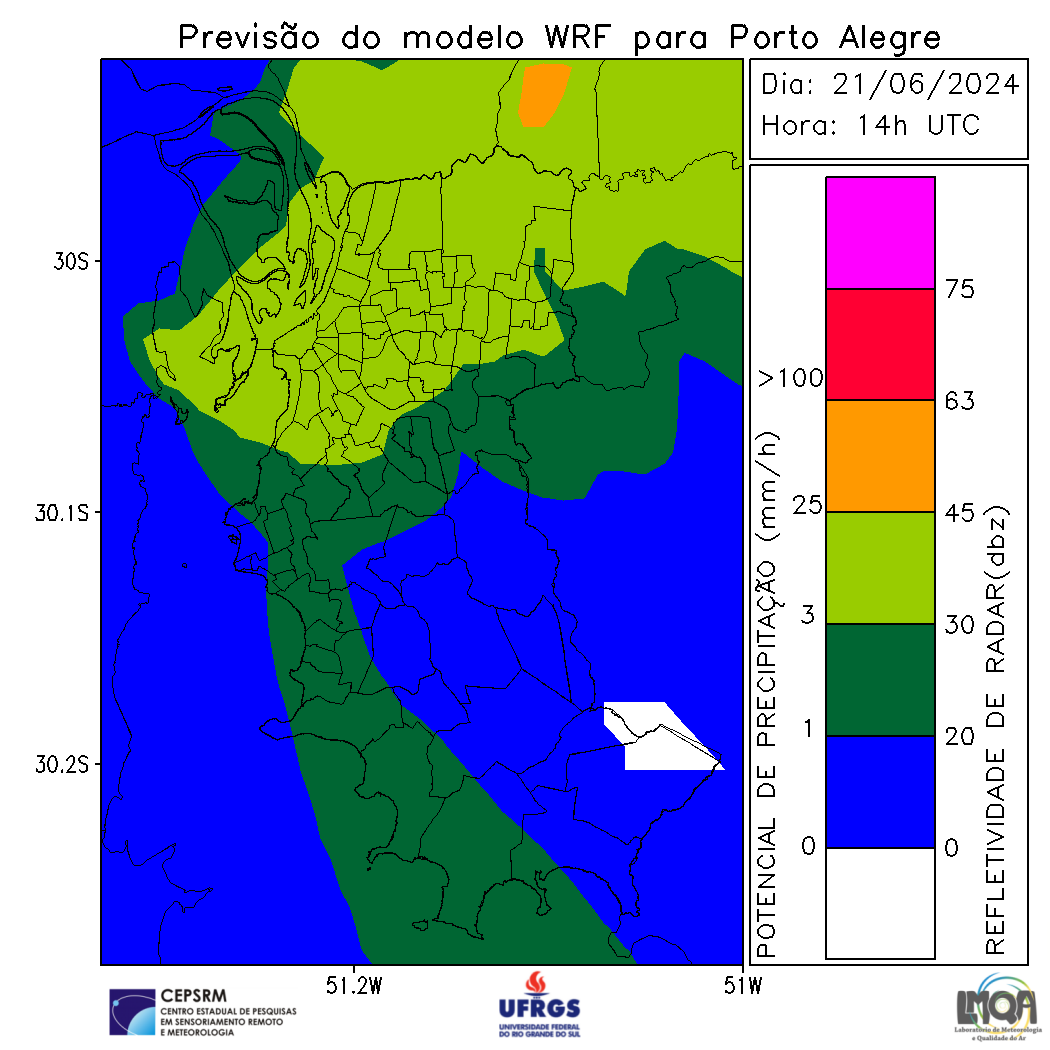 Previsão do modelo WRF para Porto Alegre
Dia: 21/06/2024
Hora: 14h UTC
30S
30.1S
30.2S
51.2W
51W
POTENCIAL DE PRECIPITAÇÃO (mm/h)
>100
25
3
1
0
75
63
45
30
20
0
REFLETIVIDADE DE RADAR(dbz)
CEPSRM
CENTRO ESTADUAL DE PESQUISAS
EM SENSORIAMENTO REMOTO
E METEOROLOGIA
UFRGS
UNIVERSIDADE FEDERAL
DO RIO GRANDE DO SUL
LMQA
Laboratório de Meteorologia
e Qualidade do Ar